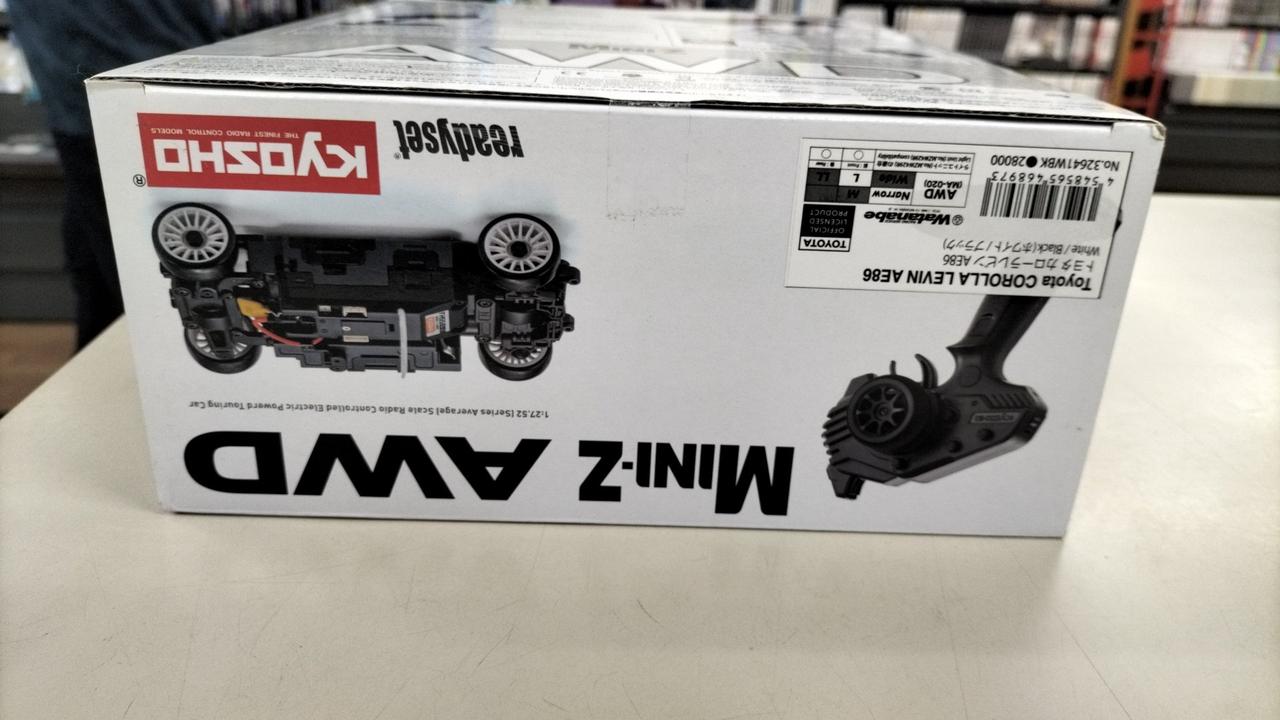 MINI-Z AWD
1:27.52 [Series Average] Scale Radio Controlled Electric Powerd Touring Car
KYOSHO
®
THE FINEST RADIO CONTROL MODELS
readyset®
Toyota COROLLA LEVIN AE86
トヨタ カローラレビン AE86
White / Black(ホワイト / ブラック)
TOYOTA
OFFICIAL
LICENSED
PRODUCT
Watanabe
AWD
(MA-020)
Narrow M
Wide L LL
4 548565 468973
No.32641WBK ●28000
KYOSHO
AWD